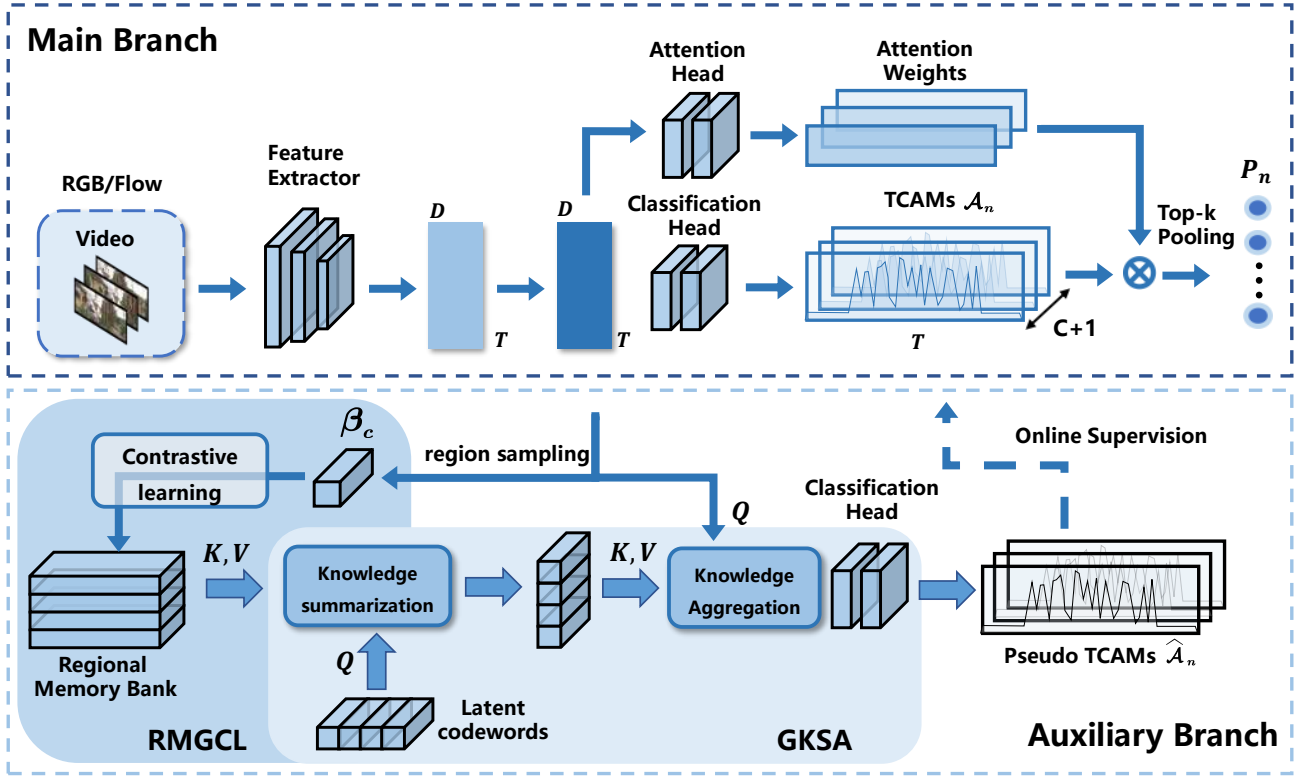 Main Branch
RGB/Flow
Video
Feature
Extractor
D
T
D
T
Attention
Head
Attention
Weights
Classification
Head
TCAMs 𝒜n
T
C+1
Top-k
Pooling
Pn
βc
Contrastive
learning
region sampling
Online Supervision
Classification
Head
Q
K, V
Knowledge
summarization
K, V
Knowledge
Aggregation
Regional
Memory Bank
Q
Latent
codewords
Pseudo TCAMs 𝒜̂n
RMGCL
GKSA
Auxiliary Branch